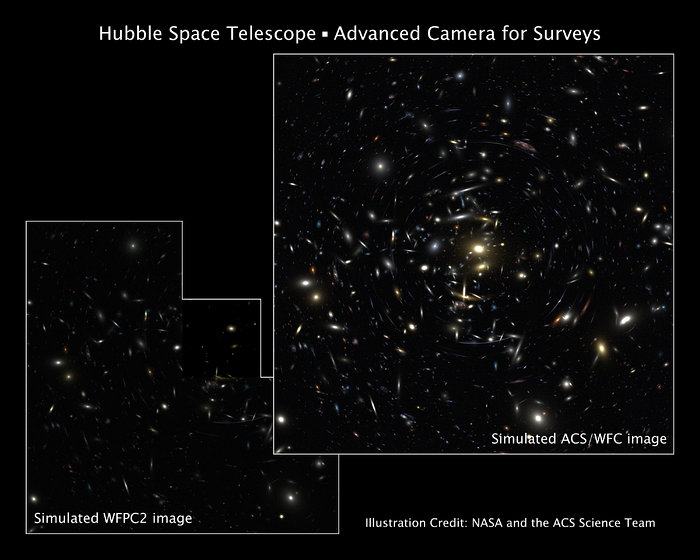 Hubble Space Telescope ▪ Advanced Camera for Surveys
Simulated ACS/WFC image
Simulated WFPC2 image
Illustration Credit: NASA and the ACS Science Team